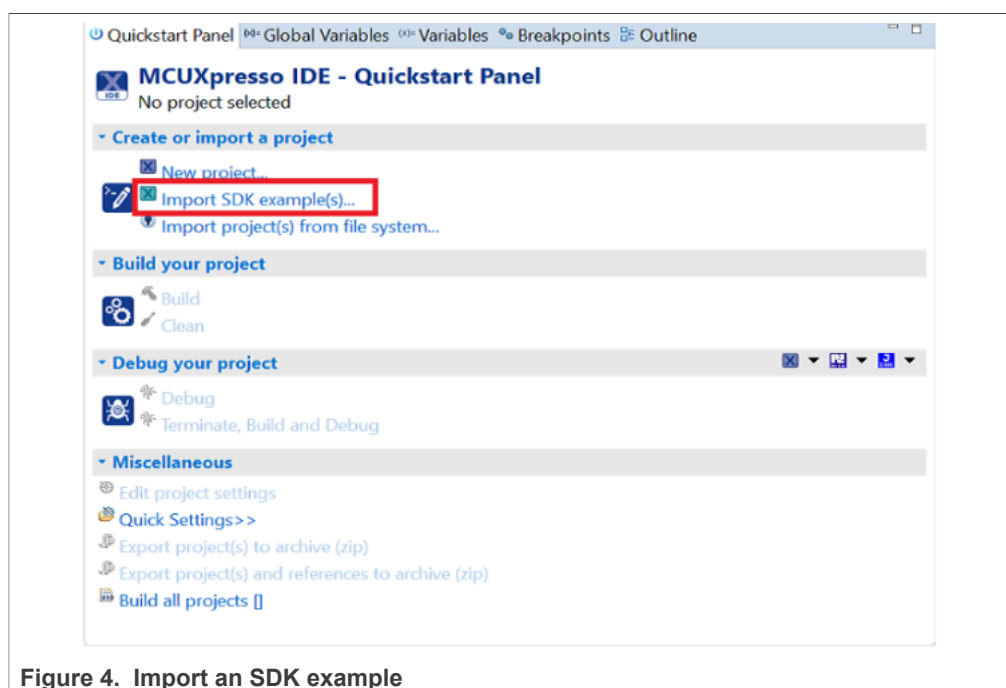 Quickstart Panel (x)= Global Variables (x)= Variables Breakpoints Outline
IDE
MCUXpresso IDE - Quickstart Panel
No project selected
Create or import a project
New project...
Import SDK example(s)...
Import project(s) from file system...
Build your project
Build
Clean
Debug your project
Debug
Terminate, Build and Debug
Miscellaneous
Edit project settings
Quick Settings>>
Export project(s) to archive (zip)
Export project(s) and references to archive (zip)
Build all projects []
Figure 4. Import an SDK example